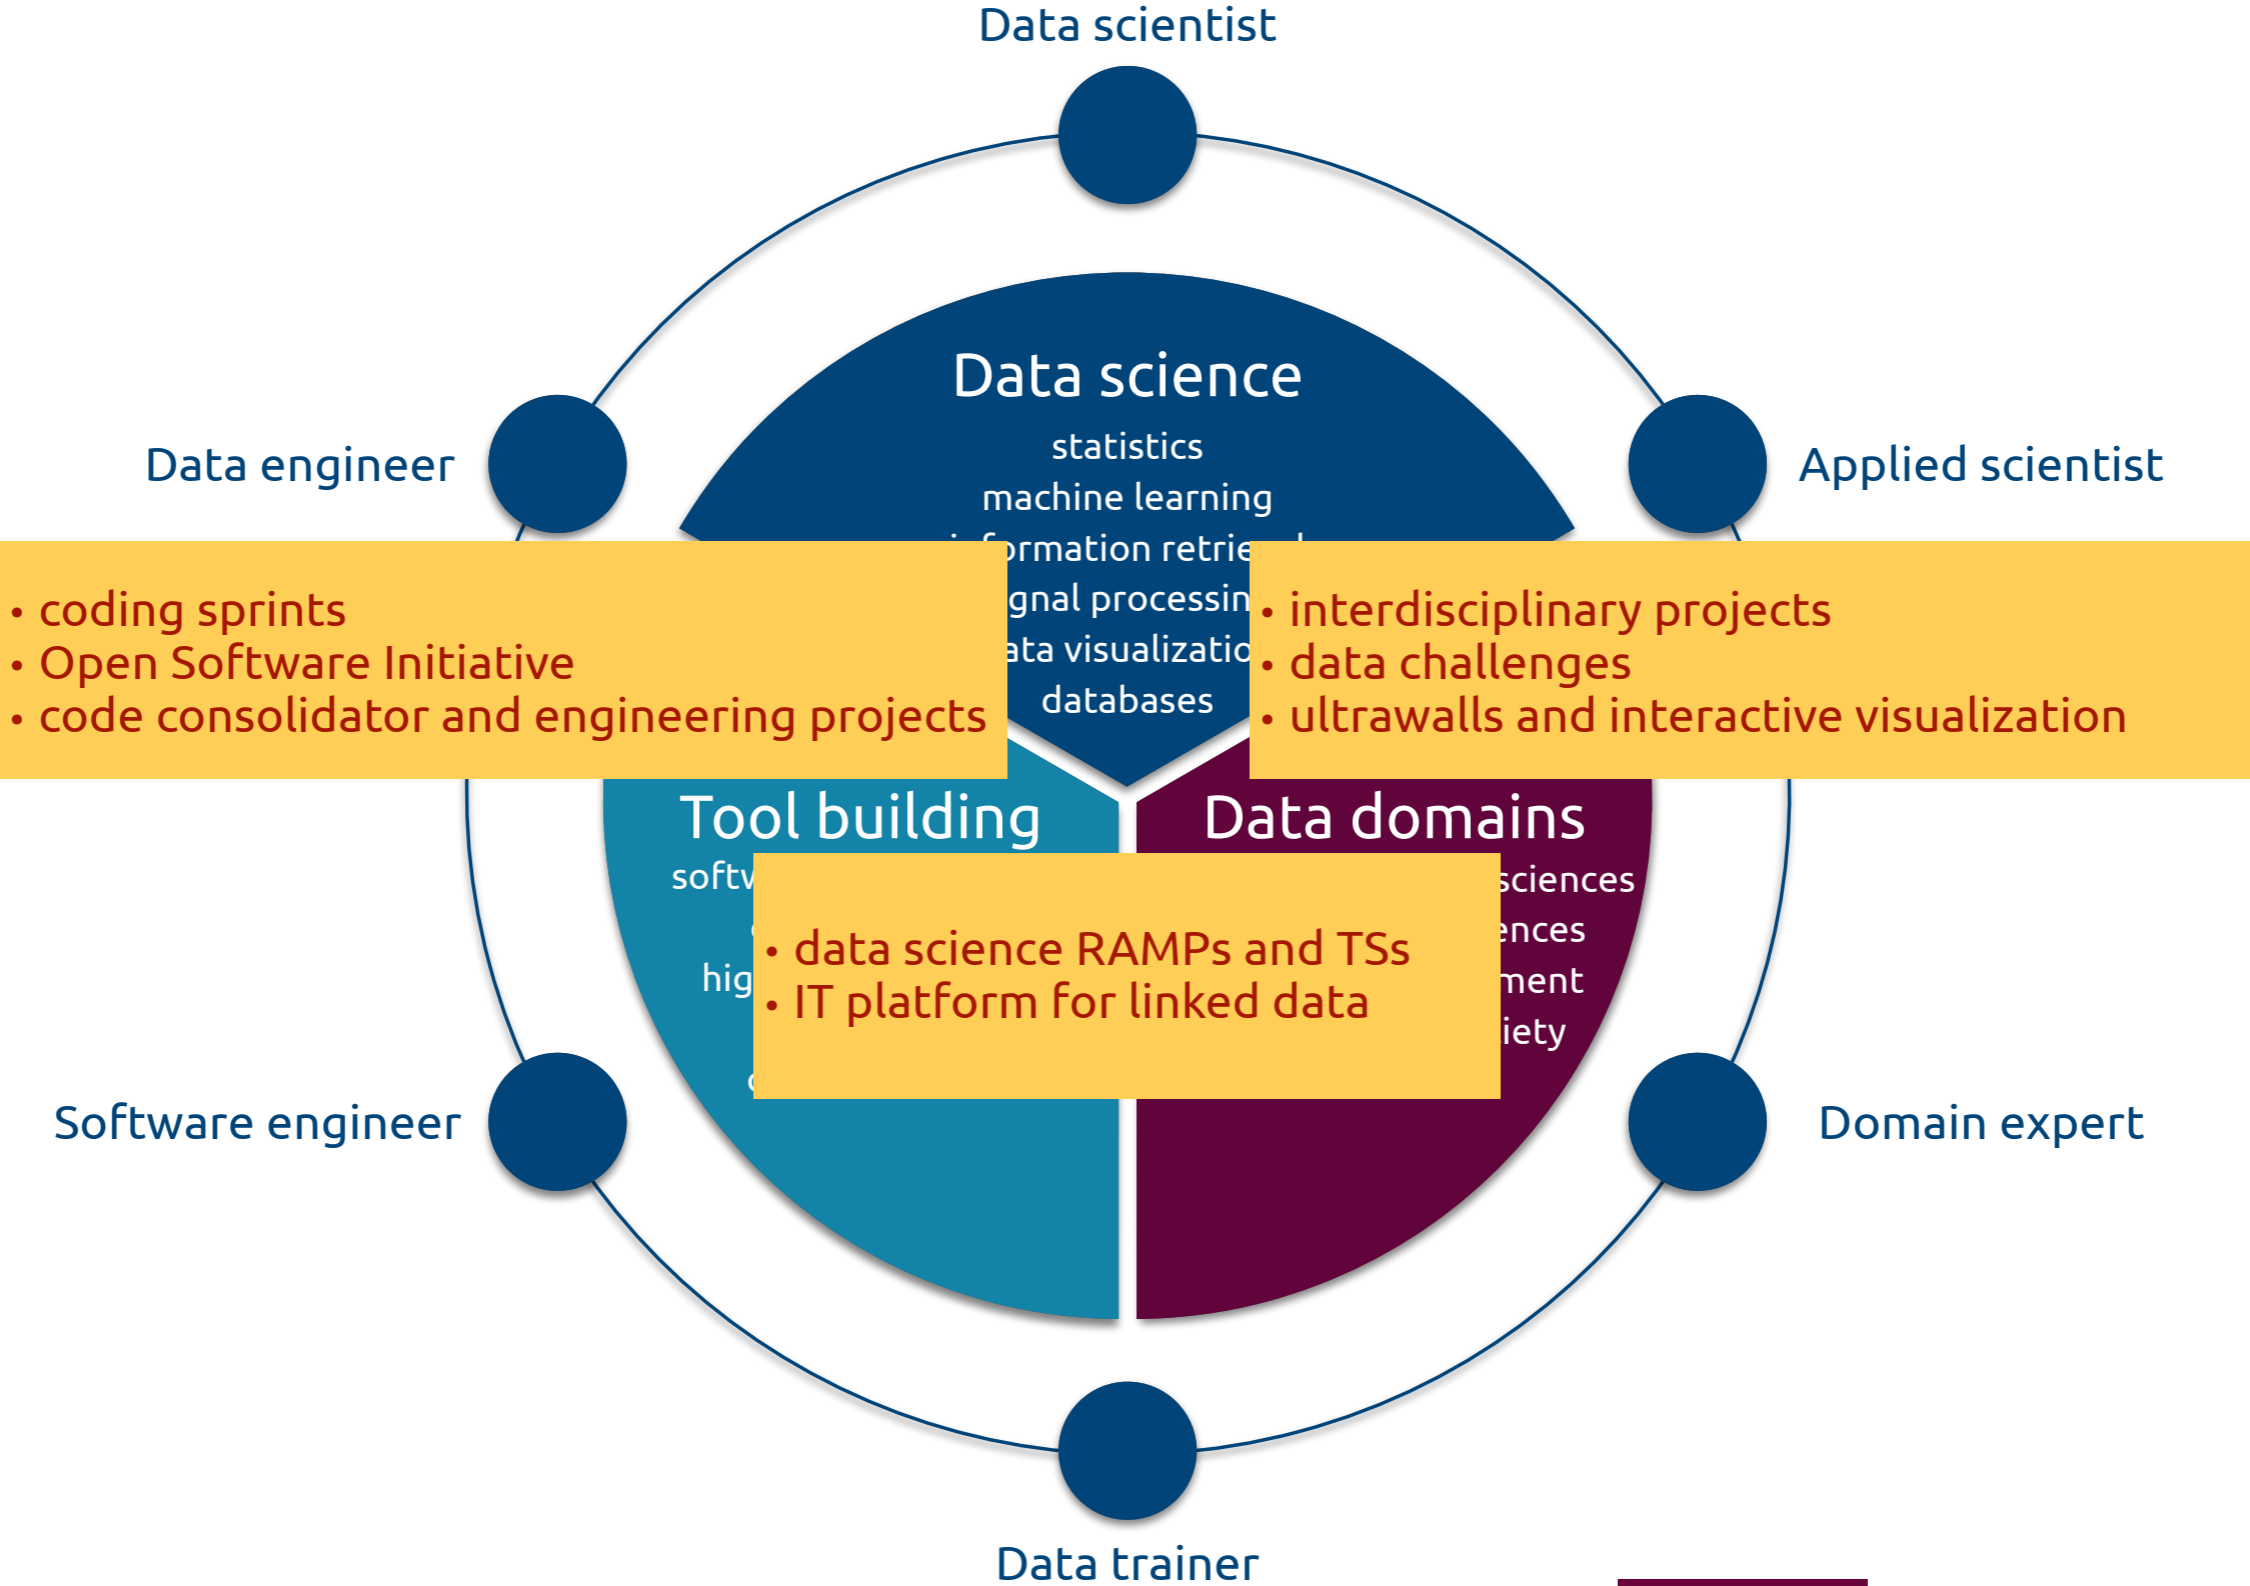 Data scientist
Data science
statistics
machine learning
Data engineer
Applied scientist
retrieval
coding sprints
Open Software Initiative
code consolidator and engineering projects
visualization
databases
interdisciplinary projects
data challenges
ultrawalls and interactive visualization
Tool building
Data domains
sciences
data science RAMPs and TSs
IT platform for linked data
Software engineer
Domain expert
Data trainer